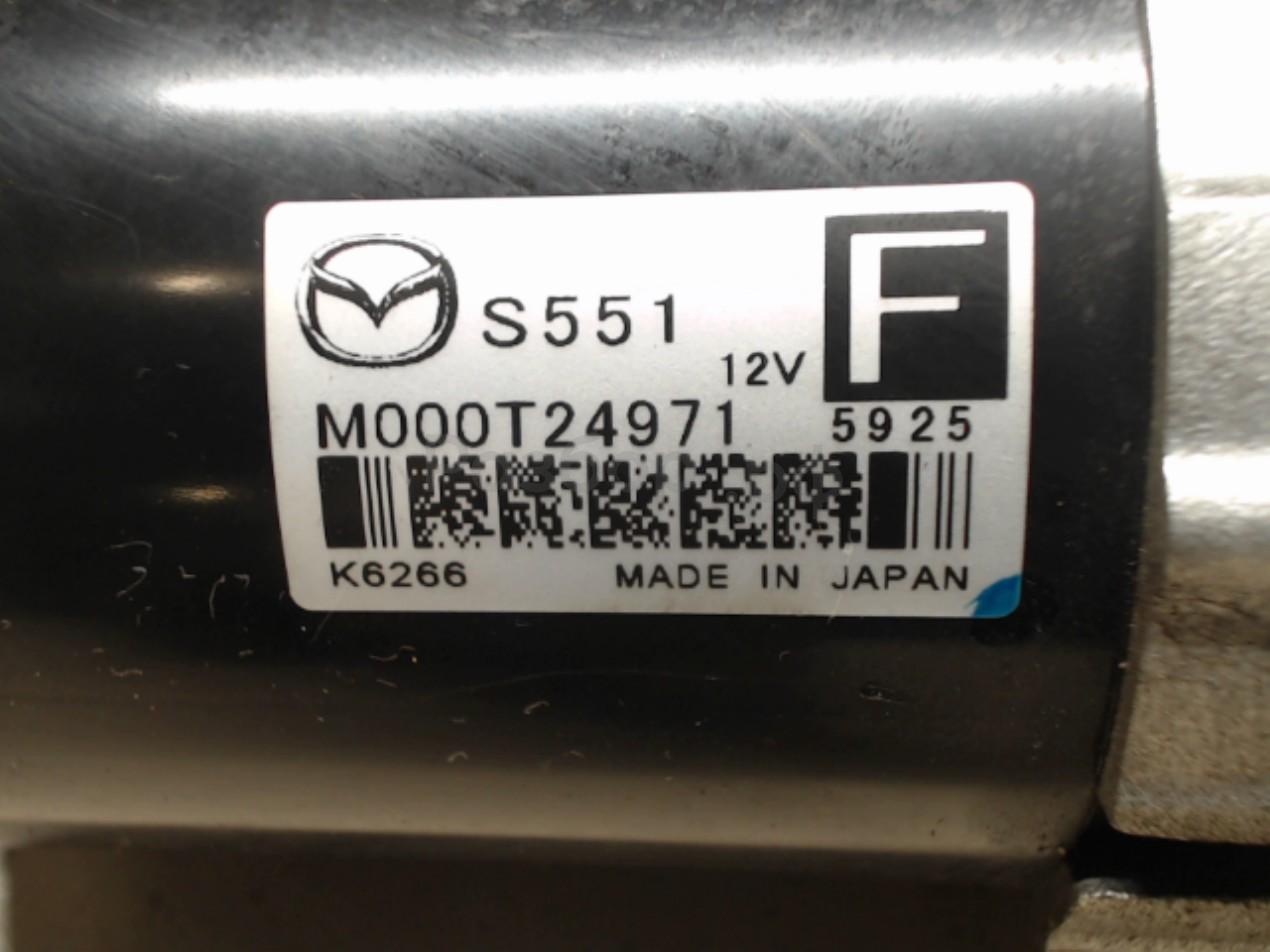 S551
12V
F
M000T24971
5925
K6266
MADE IN JAPAN